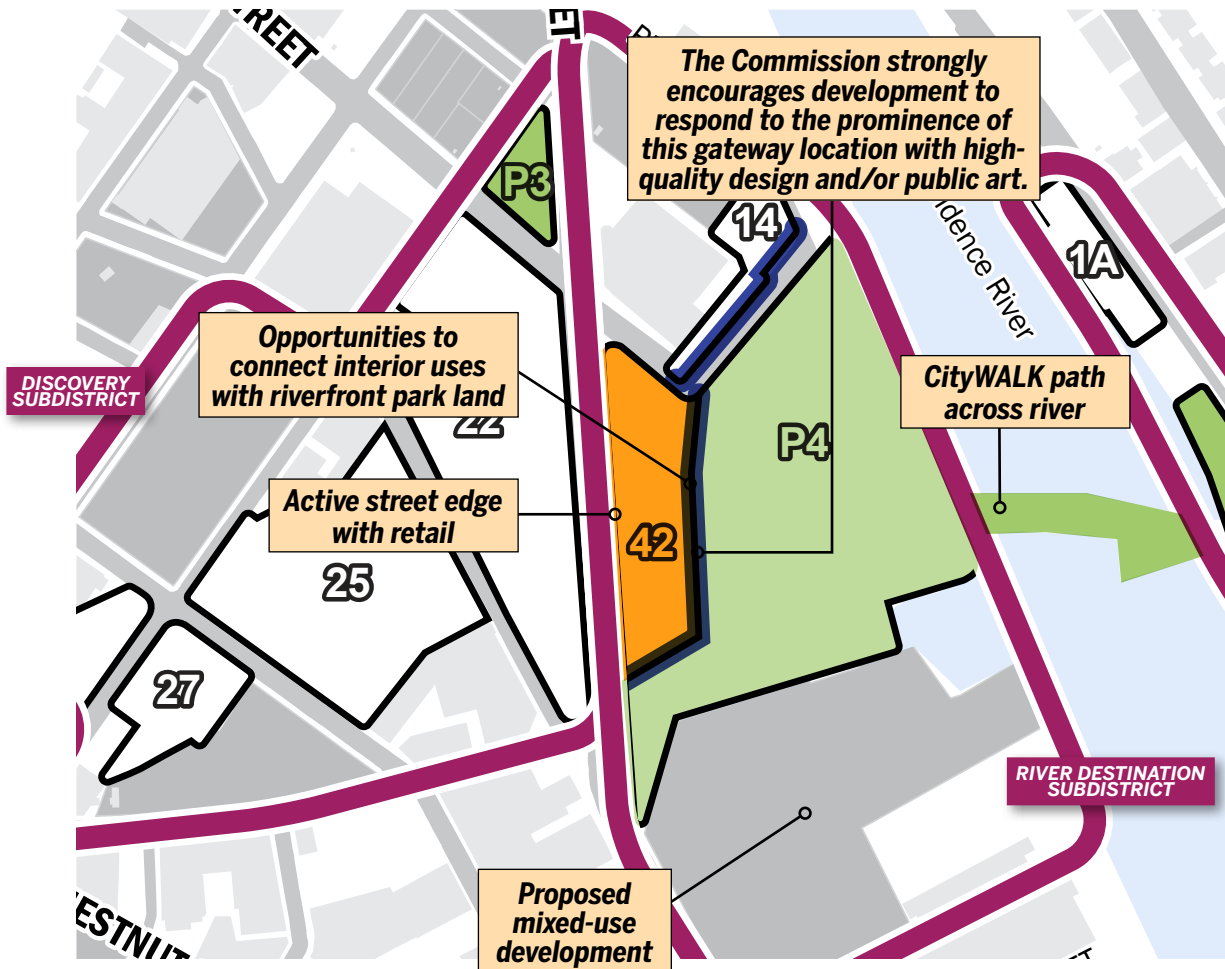 The Commission strongly
encourages development to
respond to the prominence of
this gateway location with high-
quality design and/or public art.
P3
14
1A
Opportunities to
connect interior uses
with riverfront park land
DISCOVERY
SUBDISTRICT
CityWALK path
across river
22
P4
Active street edge
with retail
42
25
27
RIVER DESTINATION
SUBDISTRICT
Proposed
mixed-use
development
River